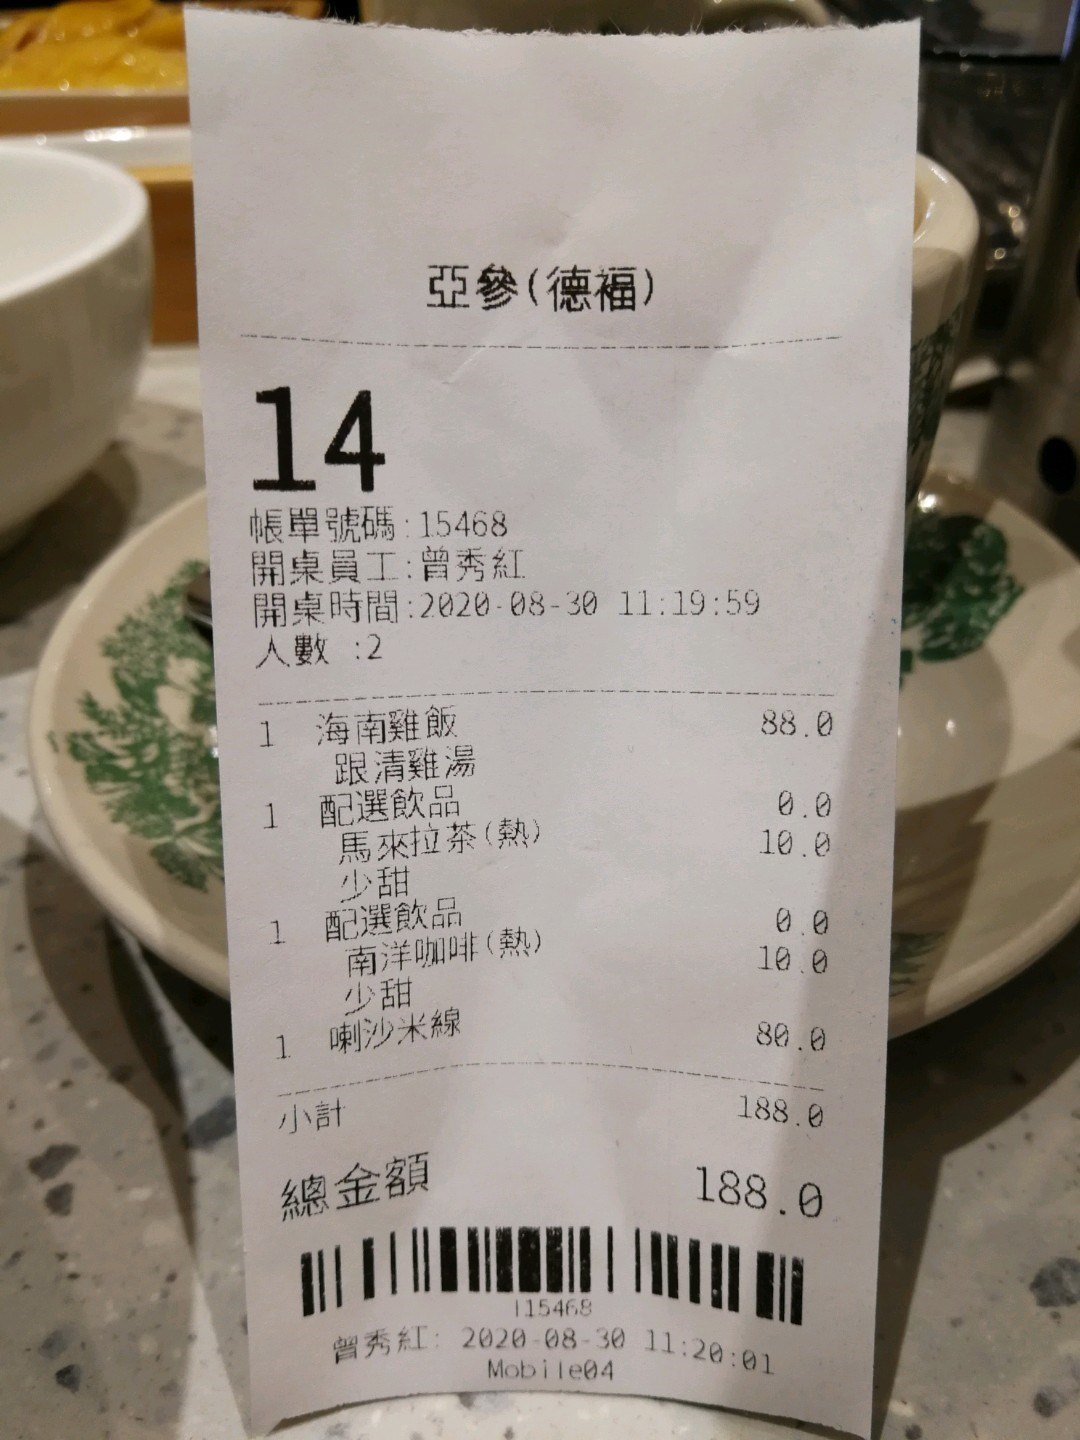 亞參(德福)
14
帳單號碼:15468
開桌員工:曾秀紅
開桌時間:2020-08-30 11:19:59
人數 :2
1 海南雞飯 88.0
跟清雞湯
1 配選飲品 0.0
馬來拉茶(熱) 10.0
少甜
1 配選飲品 0.0
南洋咖啡(熱) 10.0
少甜
1 喇沙米線 80.0
小計 188.0
總金額 188.0
115468
曾秀紅: 2020-08-30 11:20:01
Mobile04